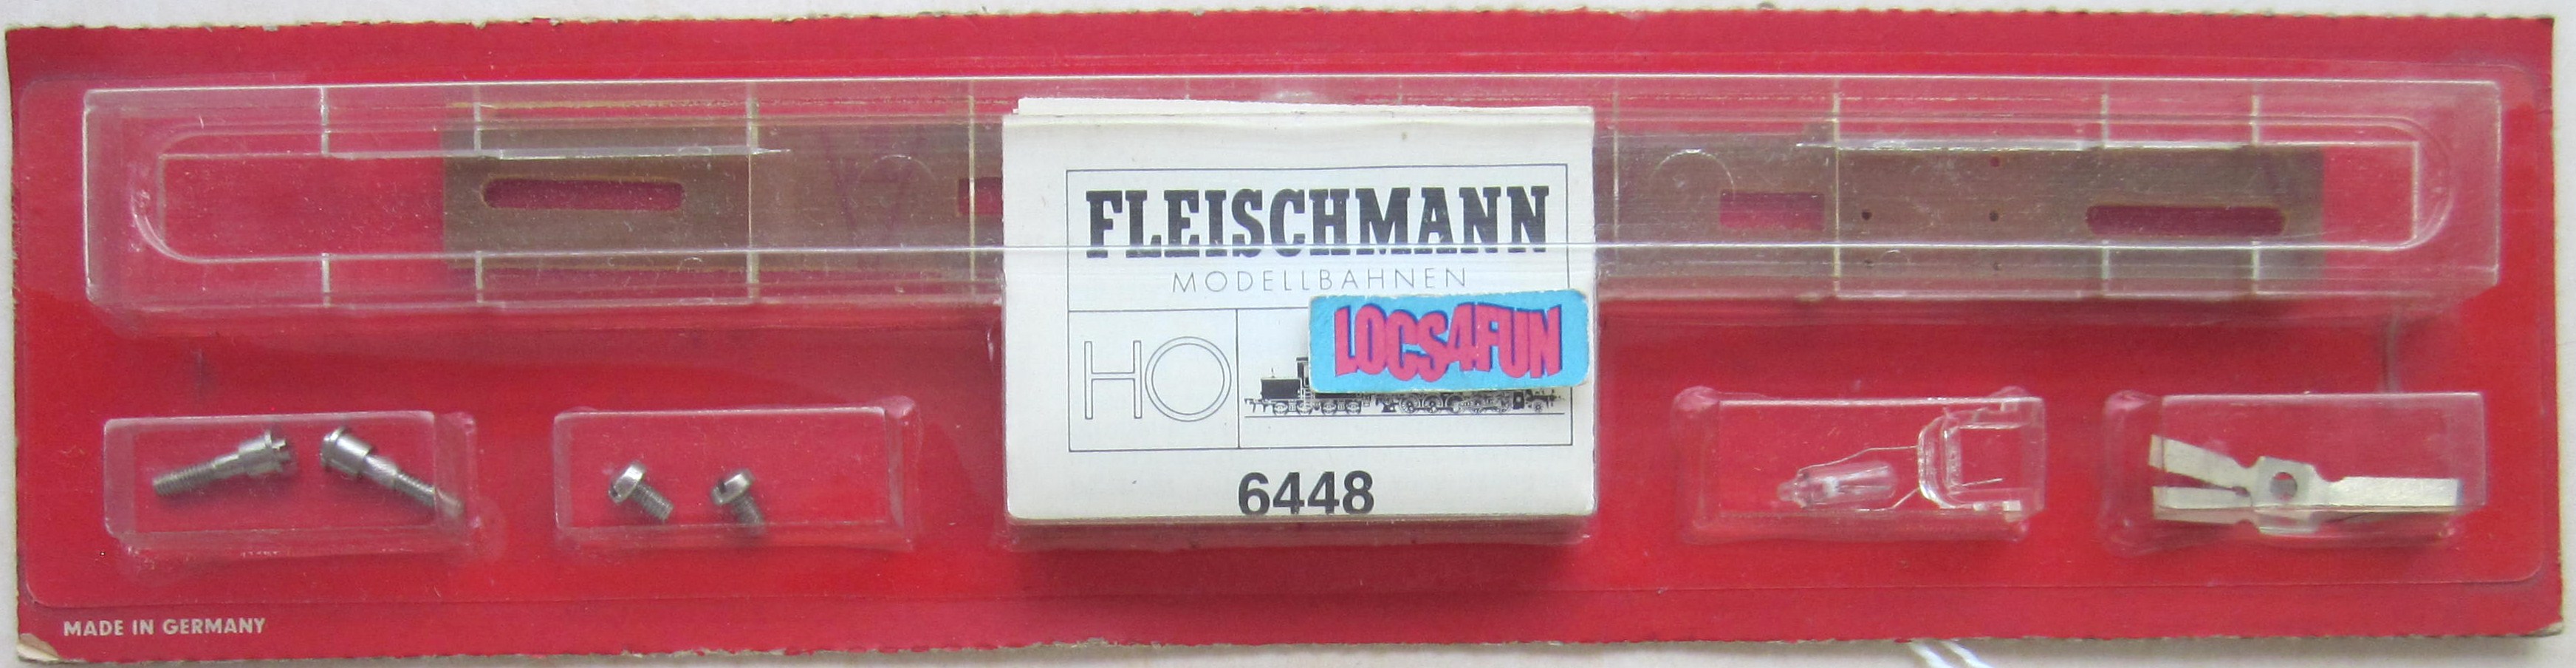 FLEISCHMANN
MODELLBAHNEN
HO
LOCS4FUN
6448
MADE IN GERMANY